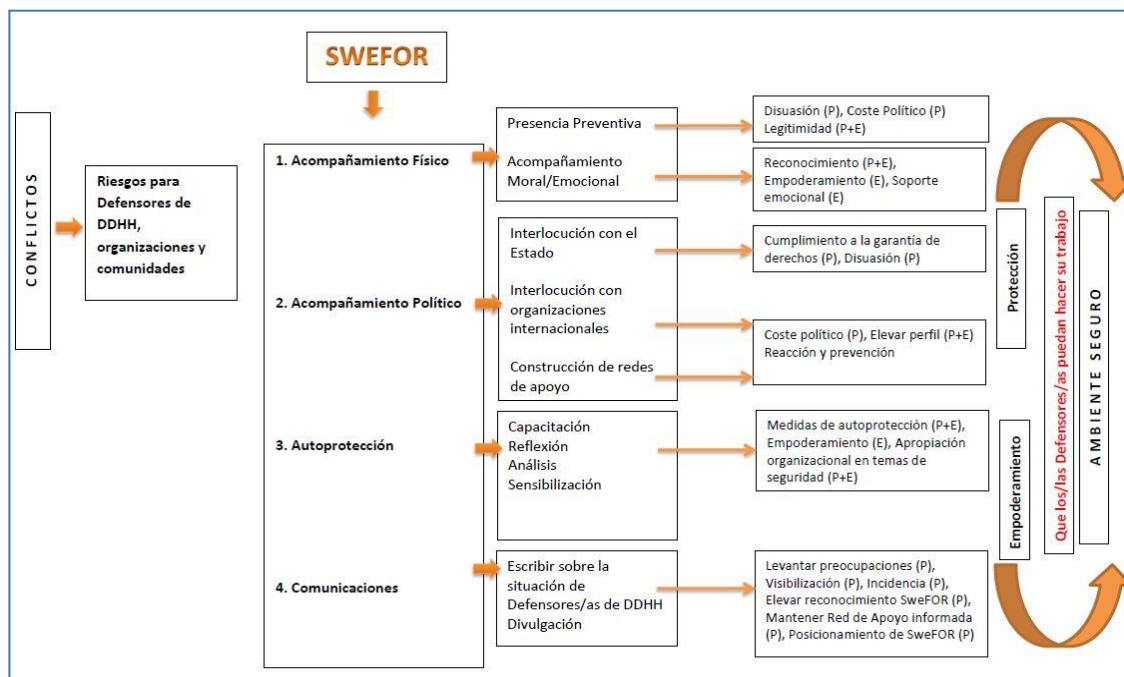 SWEFOR
CONFLICTOS
Riesgos para
Defensores de
DDHH,
organizaciones y
comunidades
1. Acompañamiento Físico
Presencia Preventiva
Acompañamiento
Moral/Emocional
Disuasión (P), Coste Político (P)
Legitimidad (P+E)
Reconocimiento (P+E),
Empoderamiento (E), Soporte
emocional (E)
2. Acompañamiento Político
Interlocución con el
Estado
Interlocución con
organizaciones
internacionales
Construcción de redes
de apoyo
Cumplimiento a la garantía de
derechos (P), Disuasión (P)
Coste político (P), Elevar perfil (P+E)
Reacción y prevención
3. Autoprotección
Capacitación
Reflexión
Análisis
Sensibilización
Medidas de autoprotección (P+E),
Empoderamiento (E), Apropiación
organizacional en temas de
seguridad (P+E)
4. Comunicaciones
Escribir sobre la
situación de
Defensores/as de DDHH
Divulgación
Levantar preocupaciones (P),
Visibilización (P), Incidencia (P),
Elevar reconocimiento SweFOR (P),
Mantener Red de Apoyo informada
(P), Posicionamiento de SweFOR (P)
Protección
Empoderamiento
Que los/las Defensores/as puedan hacer su trabajo
AMBIENTE SEGURO